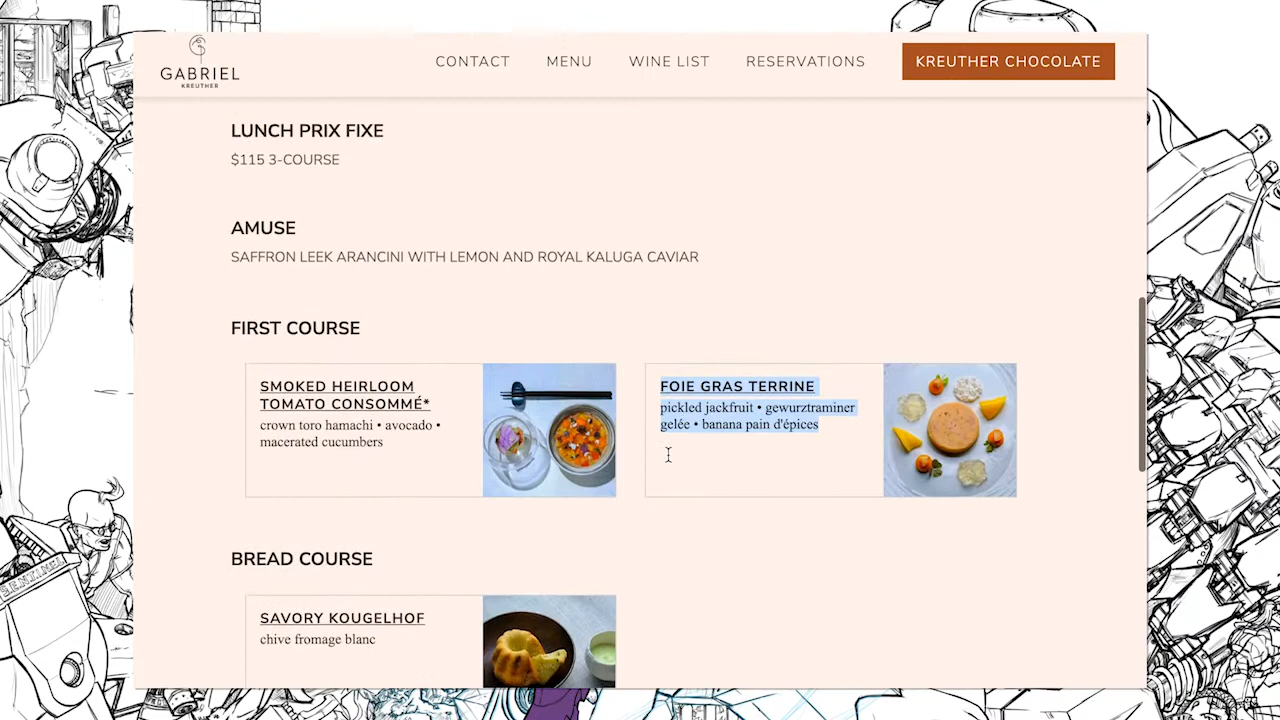 GABRIEL
KREUTHER
CONTACT
MENU
WINE LIST
RESERVATIONS
KREUTHER CHOCOLATE
LUNCH PRIX FIXE
$115 3-COURSE
AMUSE
SAFFRON LEEK ARANCINI WITH LEMON AND ROYAL KALUGA CAVIAR
FIRST COURSE
SMOKED HEIRLOOM
TOMATO CONSOMMÉ*
crown toro hamachi • avocado •
macerated cucumbers
FOIE GRAS TERRINE
pickled jackfruit • gewurztraminer
gelée • banana pain d'épices
BREAD COURSE
SAVORY KOUGELHOF
chive fromage blanc
SENTINEL